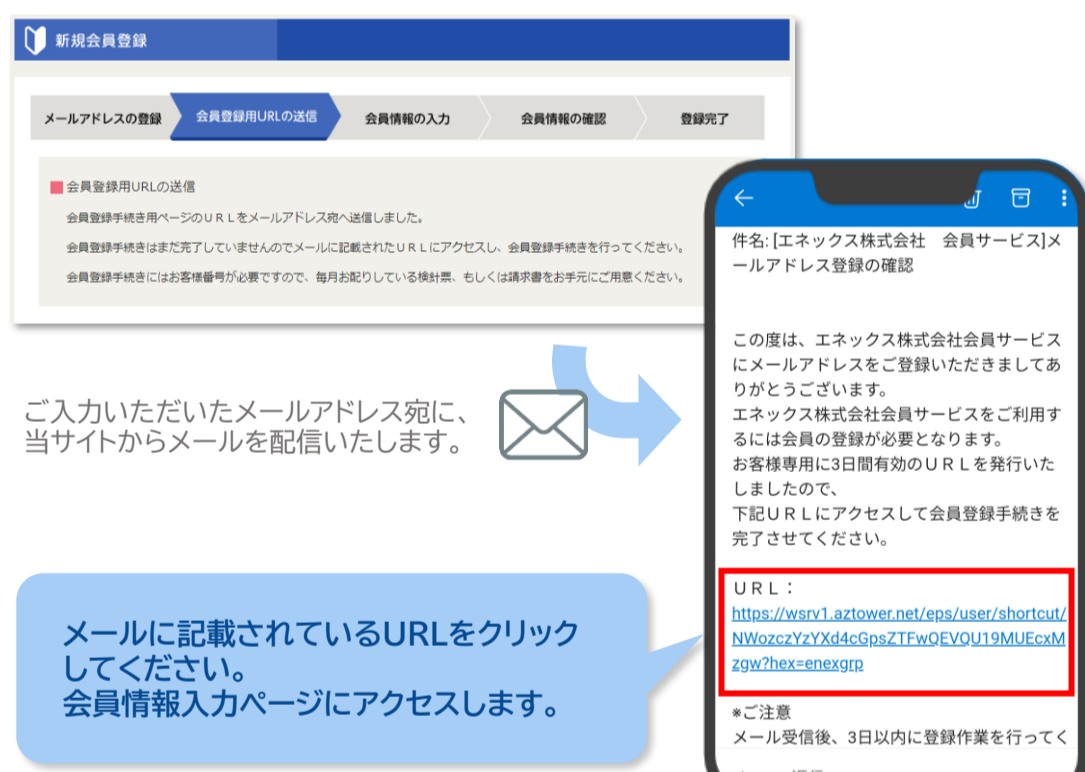 新規会員登録
メールアドレスの登録
会員登録用URLの送信
会員情報の入力
会員情報の確認
登録完了
会員登録用URLの送信
会員登録手続き用ページのＵＲＬをメールアドレス宛へ送信しました。
会員登録手続きはまだ完了していませんのでメールに記載されたＵＲＬにアクセスし、会員登録手続きを行ってください。
会員登録手続きにはお客様番号が必要ですので、毎月お配りしている検針票、もしくは請求書をお手元にご用意ください。
ご入力いただいたメールアドレス宛に、
当サイトからメールを配信いたします。
メールに記載されているURLをクリック
してください。
会員情報入力ページにアクセスします。
件名: [エネックス株式会社　会員サービス]メ
ールアドレス登録の確認
この度は、エネックス株式会社会員サービス
にメールアドレスをご登録いただきましてあ
りがとうございます。
エネックス株式会社会員サービスをご利用す
るには会員の登録が必要となります。
お客様専用に3日間有効のＵＲＬを発行いた
しましたので、
下記ＵＲＬにアクセスして会員登録手続きを
完了させてください。
ＵＲＬ：
https://wsrv1.aztower.net/eps/user/shortcut/
NWozczYzYXd4cGpsZTFwQEVQU19MUEcxM
zgw?hex=enexgrp
※ご注意
メール受信後、3日以内に登録作業を行ってく